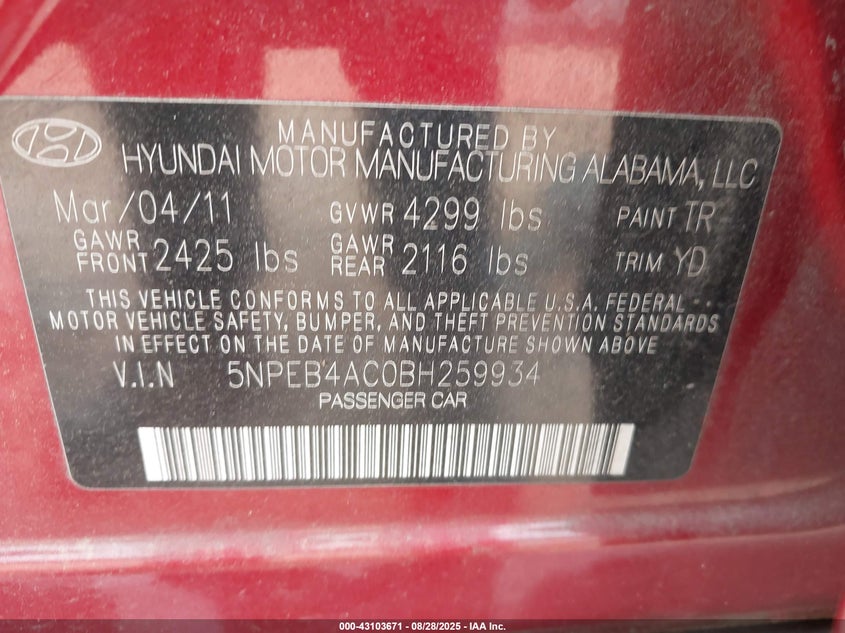 MANUFACTURED BY
HYUNDAI MOTOR MANUFACTURING ALABAMA, LLC
Mar/04/11 GVWR 4299 lbs PAINT TR
GAWR FRONT 2425 lbs GAWR REAR 2116 lbs TRIM YD
THIS VEHICLE CONFORMS TO ALL APPLICABLE U.S.A. FEDERAL
MOTOR VEHICLE SAFETY, BUMPER, AND THEFT PREVENTION STANDARDS
IN EFFECT ON THE DATE OF MANUFACTURE SHOWN ABOVE
V.I.N 5NPEB4AC0BH259934
PASSENGER CAR
000-43103671 - 08/28/2025 - IAA Inc.